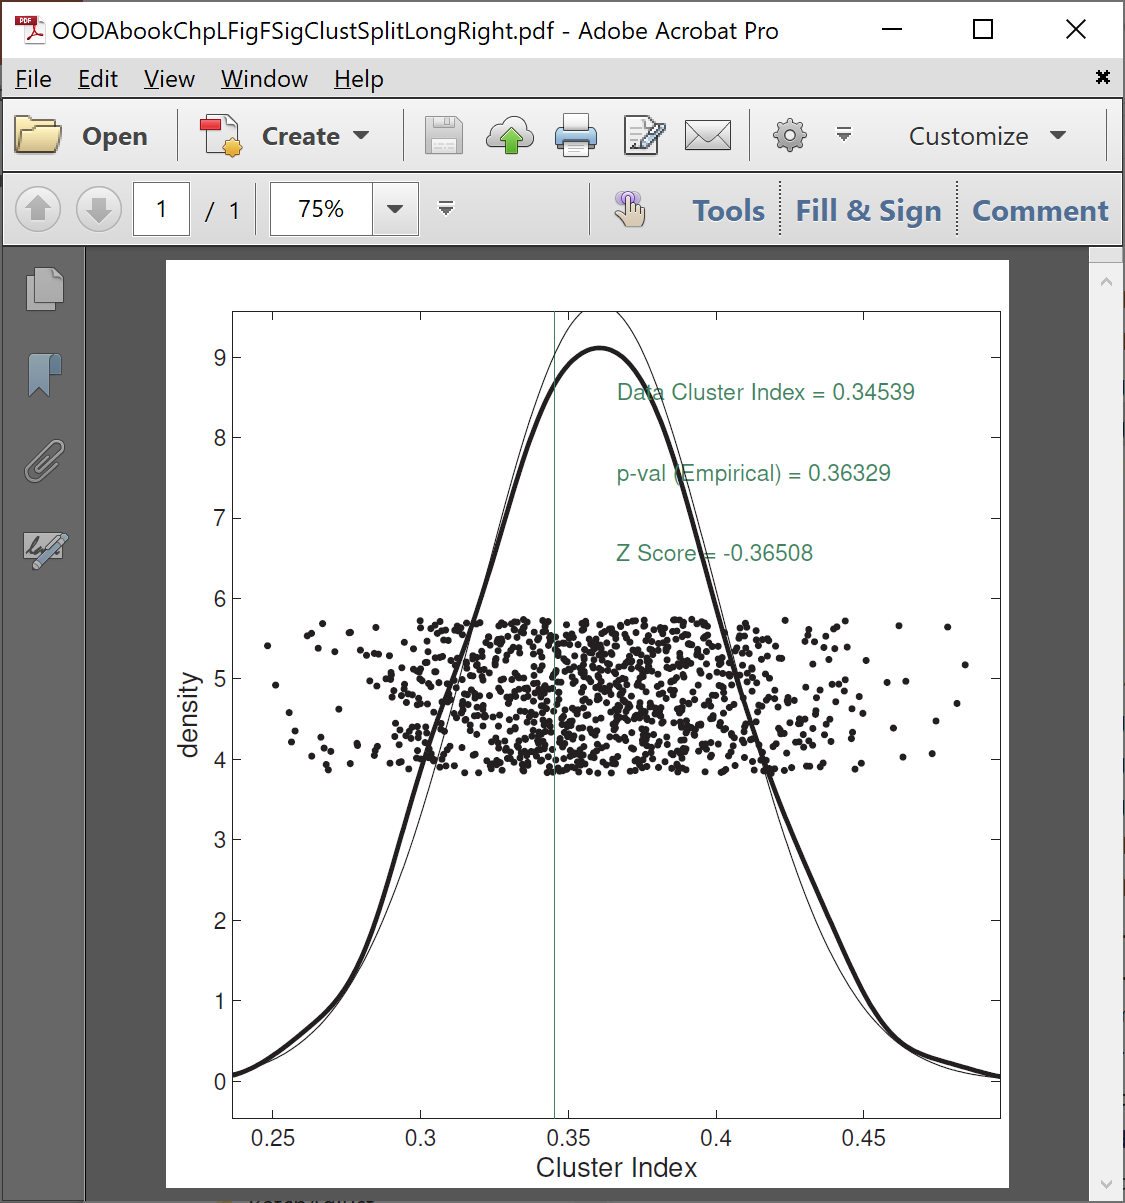 OODAbookChpLFigFSigClustSplitLongRight.pdf - Adobe Acrobat Pro
File Edit View Window Help
Open Create Customize
1 / 1 75% Tools Fill & Sign Comment
9
8
7
6
5
4
3
2
1
0
density
Data Cluster Index = 0.34539
p-val (Empirical) = 0.36329
Z Score = -0.36508
0.25 0.3 0.35 0.4 0.45
Cluster Index